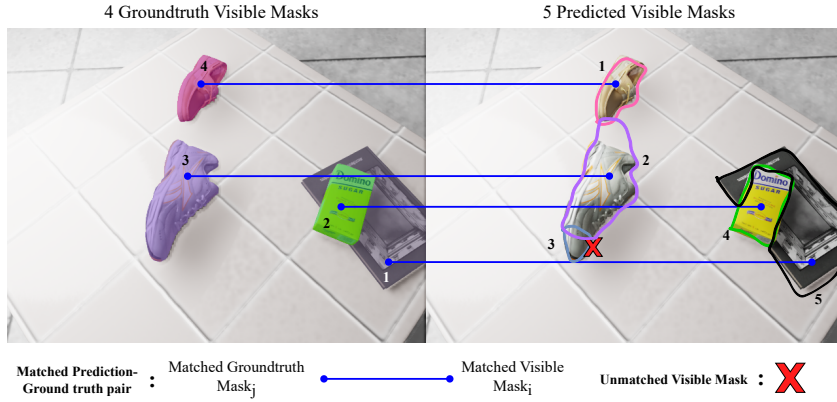 4 Groundtruth Visible Masks
5 Predicted Visible Masks
4
1
3
2
Domino
2
1
Domino
3
4
5
Matched Prediction-
Ground truth pair
:
Matched Groundtruth
Maskj
Matched Visible
Maski
Unmatched Visible Mask :
X